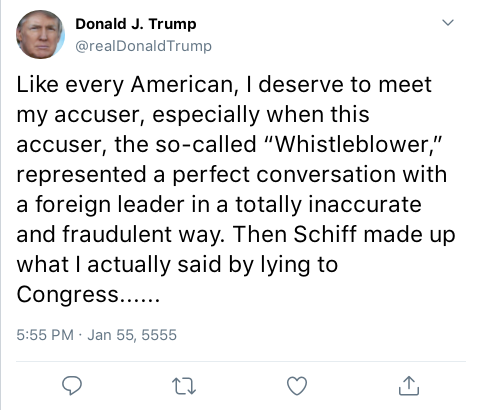 Donald J. Trump
@realDonaldTrump
Like every American, I deserve to meet
my accuser, especially when this
accuser, the so-called “Whistleblower,”
represented a perfect conversation with
a foreign leader in a totally inaccurate
and fraudulent way. Then Schiff made up
what I actually said by lying to
Congress......
5:55 PM · Jan 55, 5555